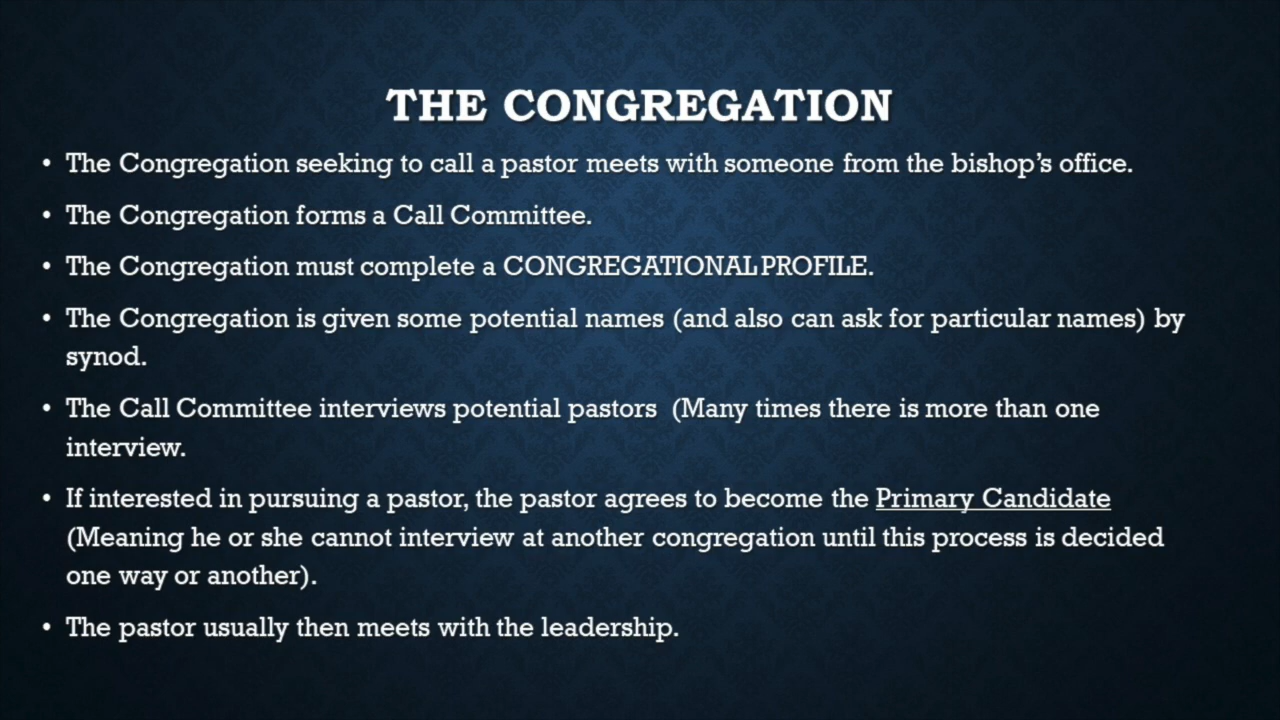 THE CONGREGATION
• The Congregation seeking to call a pastor meets with someone from the bishop's office.
• The Congregation forms a Call Committee.
• The Congregation must complete a CONGREGATIONAL PROFILE.
• The Congregation is given some potential names (and also can ask for particular names) by
synod.
• The Call Committee interviews potential pastors  (Many times there is more than one
interview.
• If interested in pursuing a pastor, the pastor agrees to become the Primary Candidate
(Meaning he or she cannot interview at another congregation until this process is decided
one way or another).
• The pastor usually then meets with the leadership.